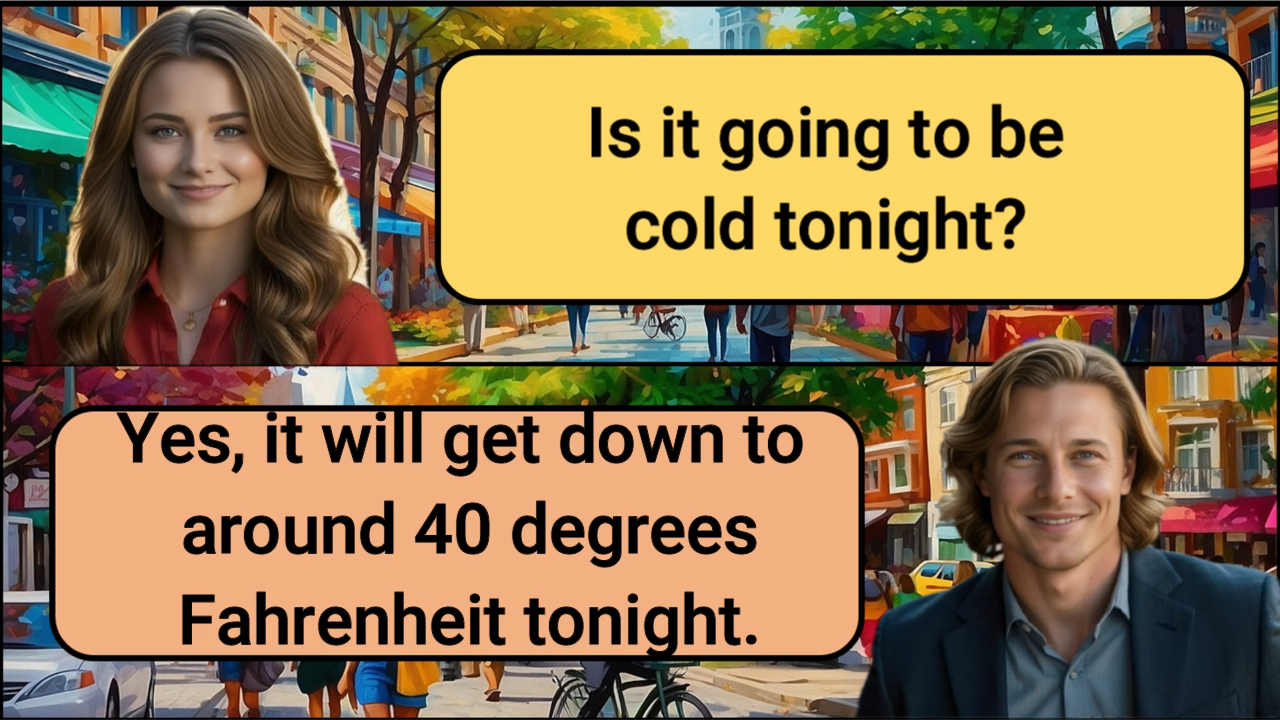 Is it going to be
cold tonight?
Yes, it will get down to
around 40 degrees
Fahrenheit tonight.